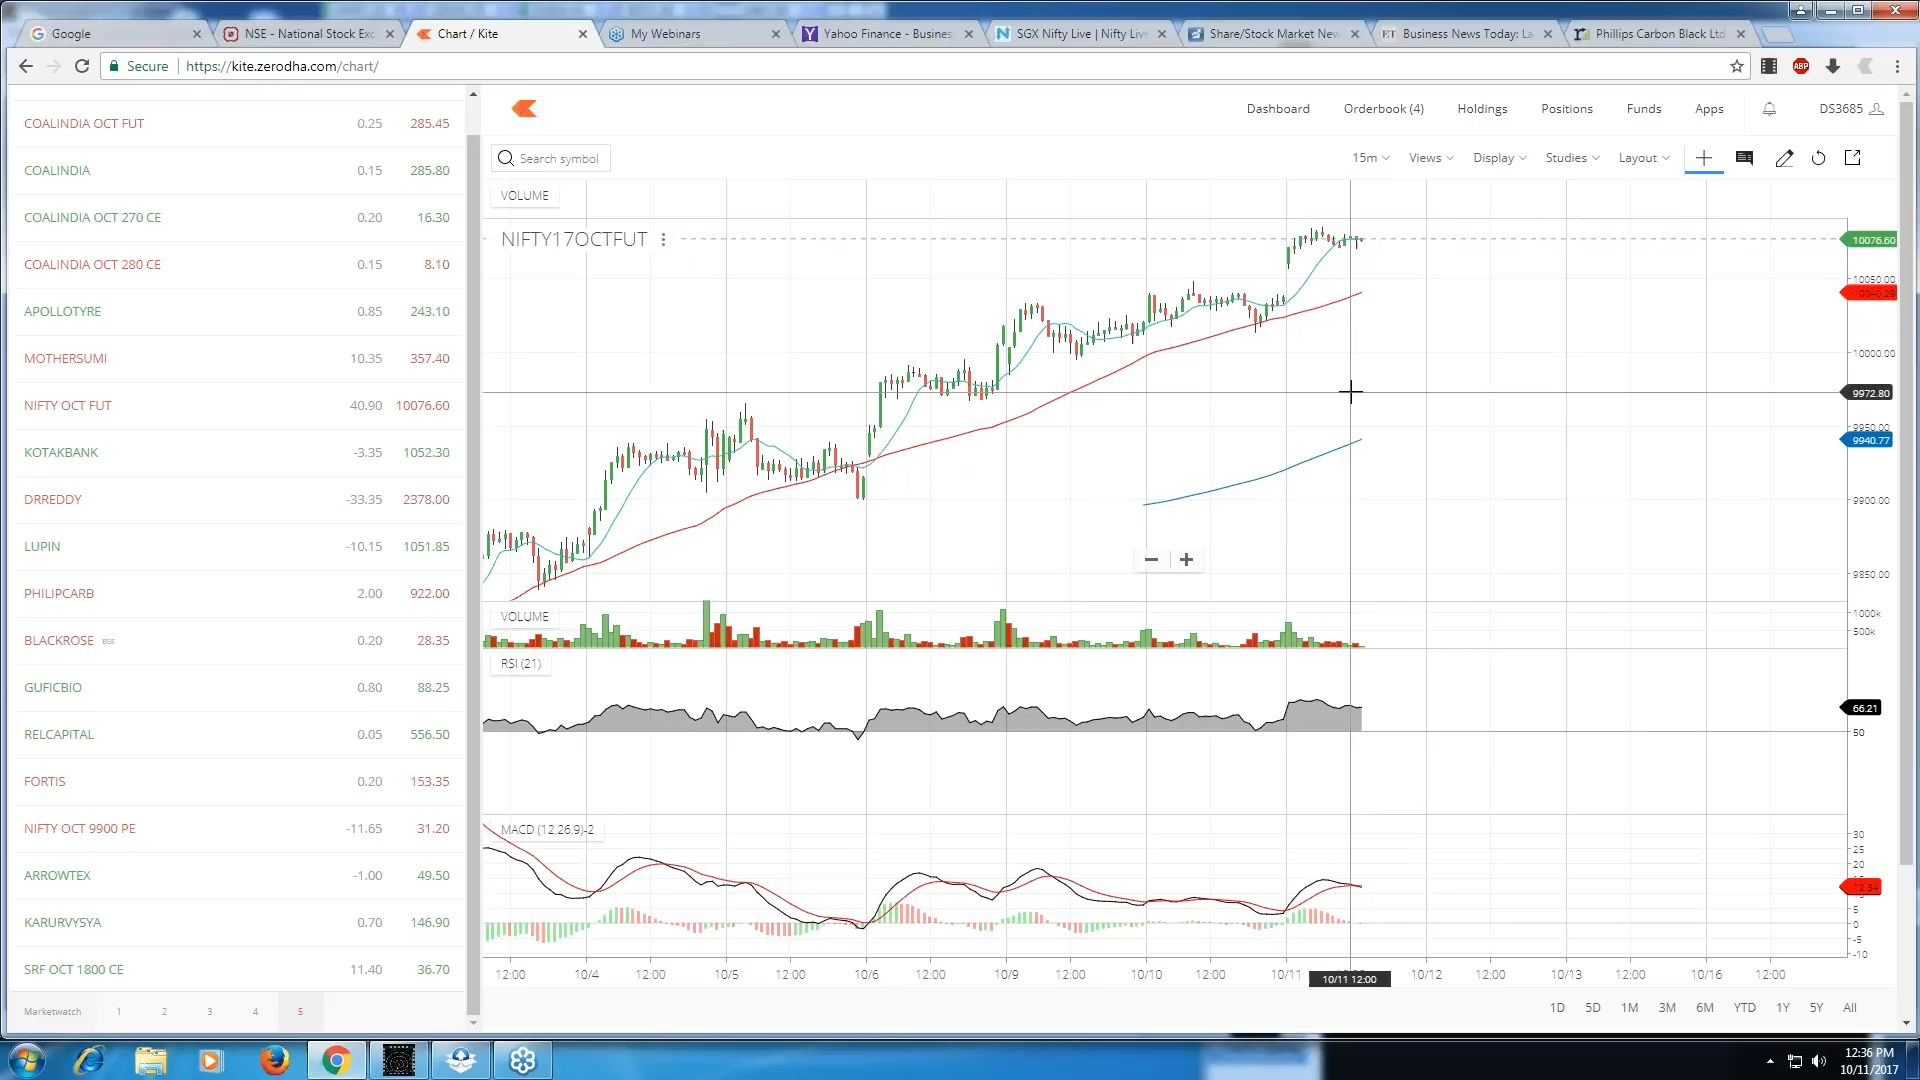 Google
NSE - National Stock Exc
Chart / Kite
My Webinars
Yahoo Finance - Business
SGX Nifty Live | Nifty Live
Share/Stock Market New
Business News Today: La
Phillips Carbon Black Ltd
Secure
https://kite.zerodha.com/chart/
ABP
COALINDIA OCT FUT 0.25 285.45
COALINDIA 0.15 285.80
COALINDIA OCT 270 CE 0.20 16.30
COALINDIA OCT 280 CE 0.15 8.10
APOLLOTYRE 0.85 243.10
MOTHERSUMI 10.35 357.40
NIFTY OCT FUT 40.90 10076.60
KOTAKBANK -3.35 1052.30
DRREDDY -33.35 2378.00
LUPIN -10.15 1051.85
PHILIPCARB 2.00 922.00
BLACKROSE BSE 0.20 28.35
GUFICBIO 0.80 88.25
RELCAPITAL 0.05 556.50
FORTIS 0.20 153.35
NIFTY OCT 9900 PE -11.65 31.20
ARROWTEX -1.00 49.50
KARURVYSYA 0.70 146.90
SRF OCT 1800 CE 11.40 36.70
Marketwatch 1 2 3 4 5
Dashboard Orderbook (4) Holdings Positions Funds Apps DS3685
Search symbol
15m Views Display Studies Layout
VOLUME
NIFTY17OCTFUT
10076.60
10050.00
10040.29
10000.00
9972.80
9950.00
9940.77
9900.00
9850.00
VOLUME
1000k
500k
RSI (21)
66.21
50
MACD (12,26,9)-2
30
25
20
12.34
5
0
-5
-10
12:00 10/4 12:00 10/5 12:00 10/6 12:00 10/9 12:00 10/10 12:00 10/11 10/12 12:00 10/13 12:00 10/16 12:00
10/11 12:00
1D 5D 1M 3M 6M YTD 1Y 5Y All
12:36 PM
10/11/2017